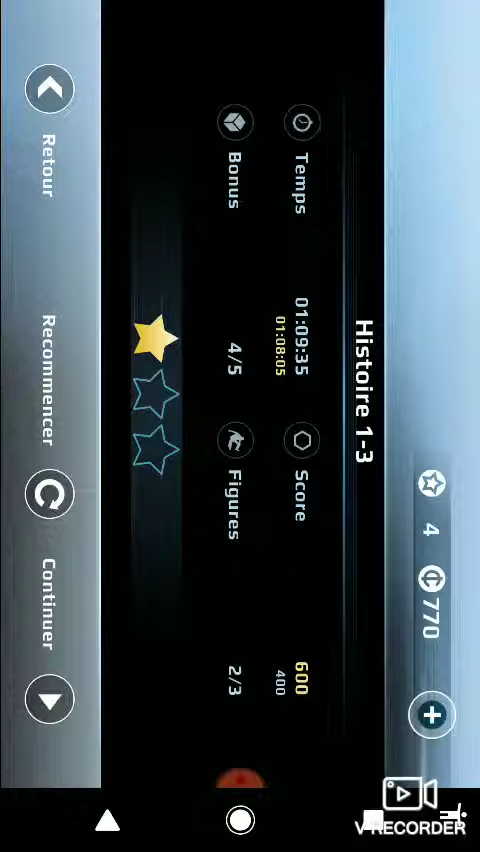 4 770
Histoire 1-3
Temps 01:09:35 Score 600
01:08:05 400
Bonus 4/5 Figures 2/3
Retour Recommencer Continuer
V-RECORDER